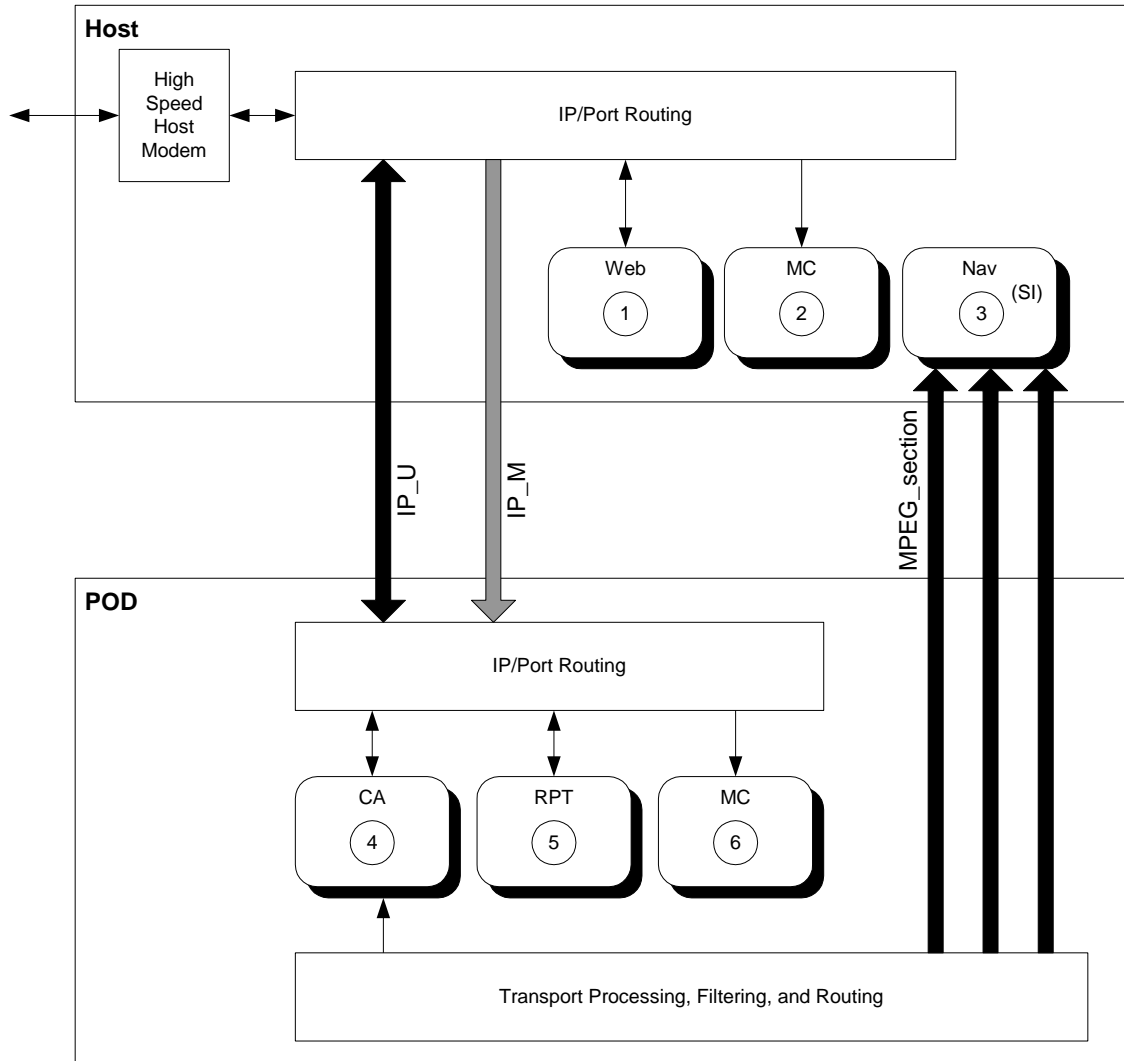 Host
High
Speed
Host
Modem
IP/Port Routing
Web
1
MC
2
Nav
(SI)
3
IP_U
IP_M
MPEG_section
POD
IP/Port Routing
CA
4
RPT
5
MC
6
Transport Processing, Filtering, and Routing